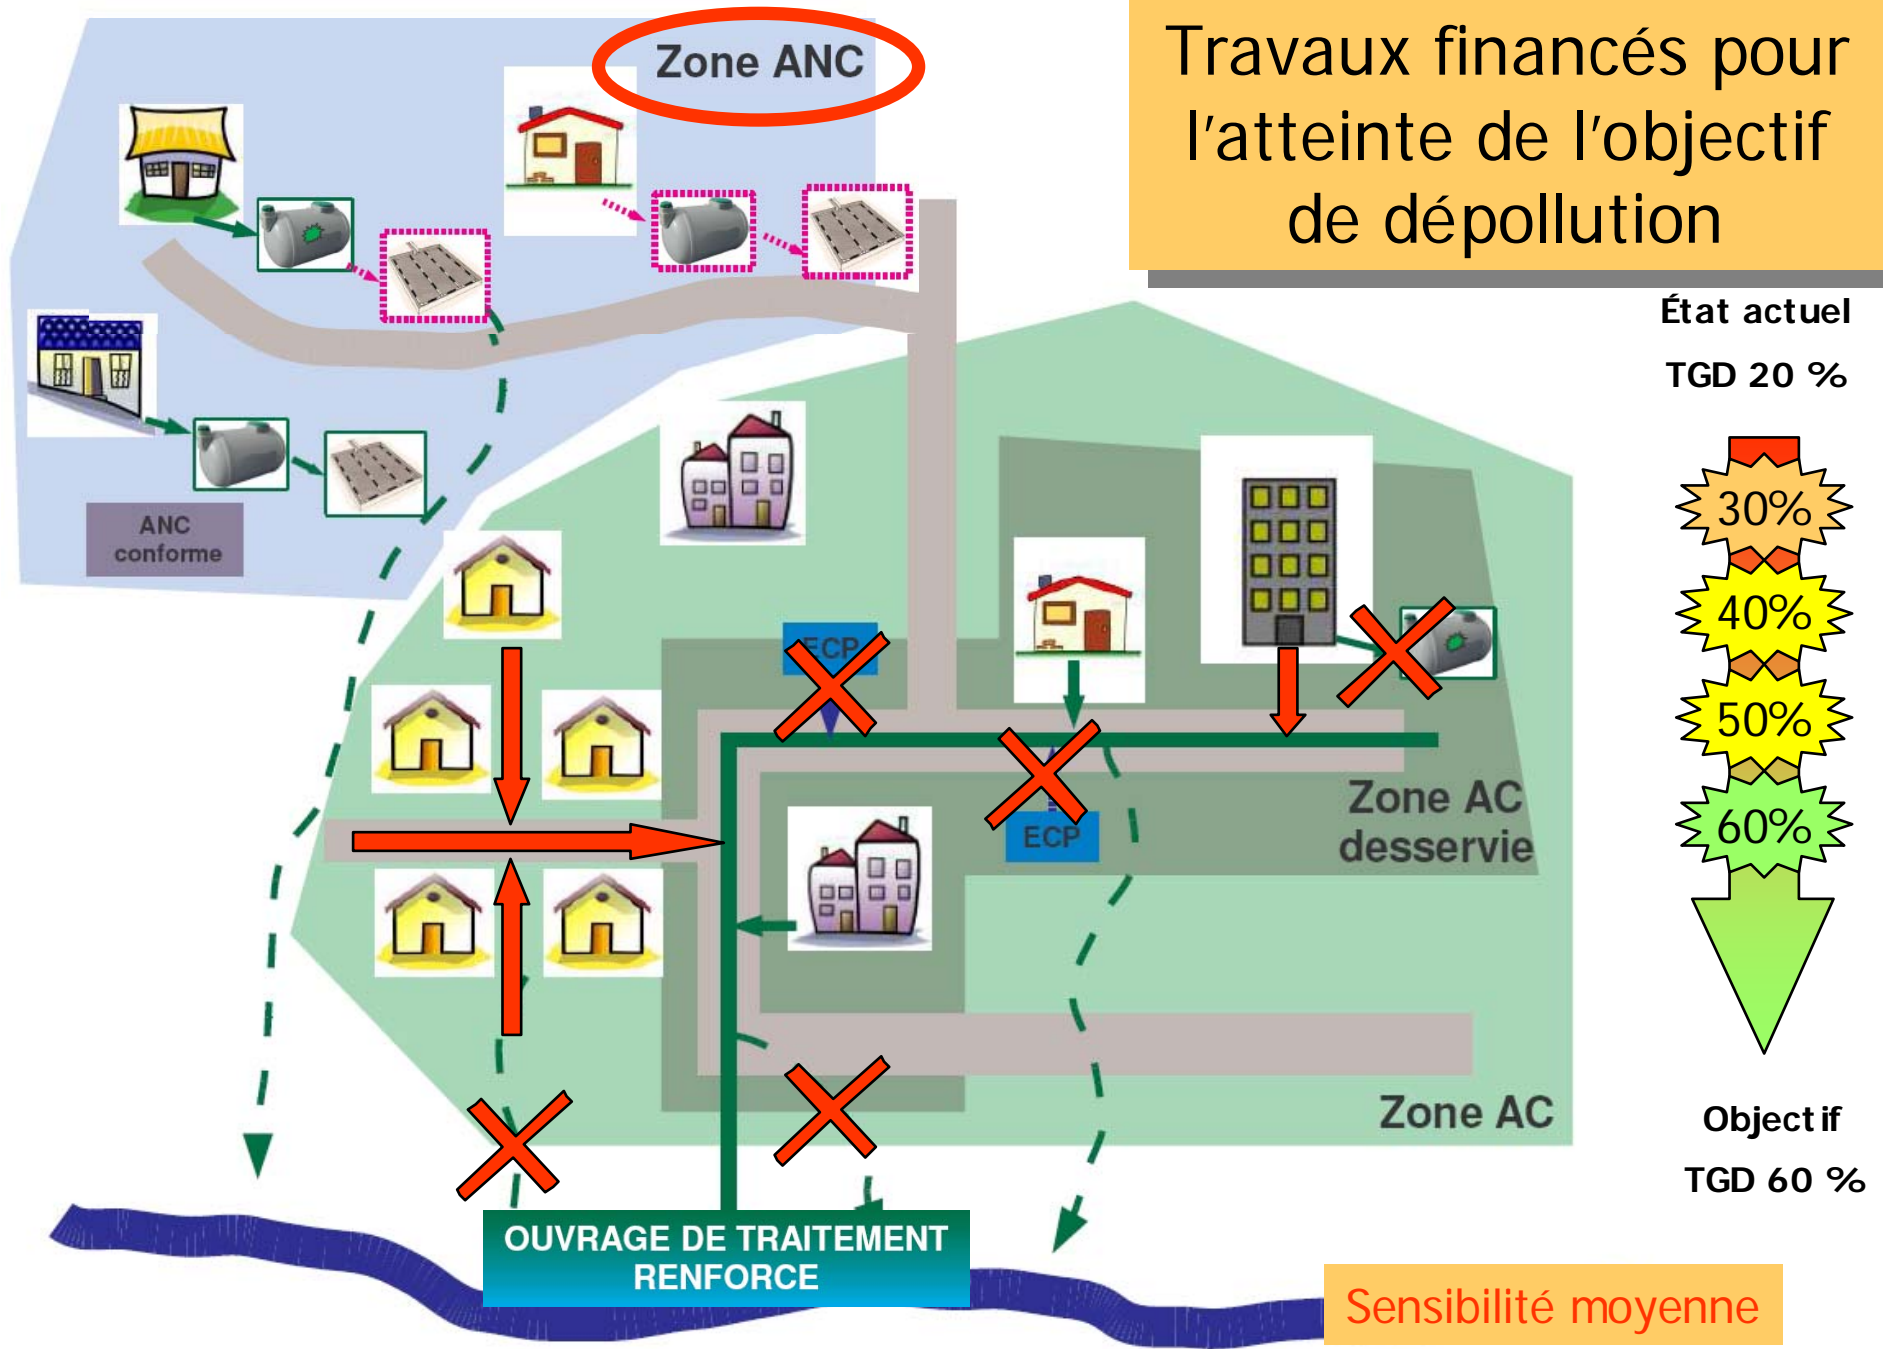 Travaux financés pour
l'atteinte de l'objectif
de dépollution
Zone ANC
ANC
conforme
ECP
ECP
Zone AC
desservie
Zone AC
OUVRAGE DE TRAITEMENT
RENFORCE
État actuel
TGD 20 %
30%
40%
50%
60%
Objectif
TGD 60 %
Sensibilité moyenne